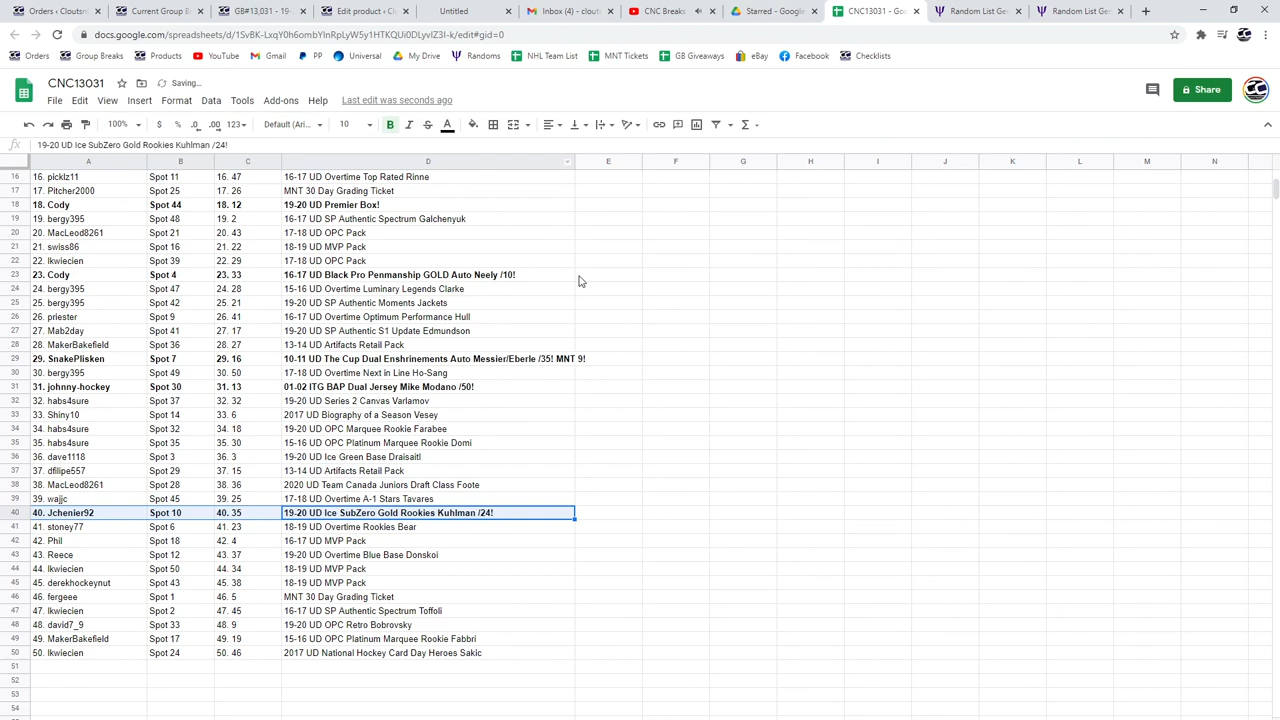 Orders ‹ Cloutsn
Current Group B
GB#13,031 - 19-
Edit product ‹ Cl
Untitled
Inbox (4) - clout
CNC Breaks
Starred - Google
CNC13031 - Goo
Random List Gen
Random List Gen
docs.google.com/spreadsheets/d/1SvBK-LxqY0h6ombYInRpLyW5y1HTKQUi0DLyvIZ3I-k/edit#gid=0
Orders Group Breaks Products YouTube Gmail PP Universal My Drive Randoms NHL Team List MNT Tickets GB Giveaways eBay Facebook Checklists
CNC13031 Saving...
File Edit View Insert Format Data Tools Add-ons Help Last edit was seconds ago
Share
100% $ % .0 .00 123 Default (Ari... 10 B I S A
fx 19-20 UD Ice SubZero Gold Rookies Kuhlman /24!
A B C D E F G H I J K L M N
16 16. picklz11 Spot 11 16. 47 16-17 UD Overtime Top Rated Rinne
17 17. Pitcher2000 Spot 25 17. 26 MNT 30 Day Grading Ticket
18 18. Cody Spot 44 18. 12 19-20 UD Premier Box!
19 19. bergy395 Spot 48 19. 2 16-17 UD SP Authentic Spectrum Galchenyuk
20 20. MacLeod8261 Spot 21 20. 43 17-18 UD OPC Pack
21 21. swiss86 Spot 16 21. 22 18-19 UD MVP Pack
22 22. lkwiecien Spot 39 22. 29 17-18 UD OPC Pack
23 23. Cody Spot 4 23. 33 16-17 UD Black Pro Penmanship GOLD Auto Neely /10!
24 24. bergy395 Spot 47 24. 28 15-16 UD Overtime Luminary Legends Clarke
25 25. bergy395 Spot 42 25. 21 19-20 UD SP Authentic Moments Jackets
26 26. priester Spot 9 26. 41 16-17 UD Overtime Optimum Performance Hull
27 27. Mab2day Spot 41 27. 17 19-20 UD SP Authentic S1 Update Edmundson
28 28. MakerBakefield Spot 36 28. 27 13-14 UD Artifacts Retail Pack
29 29. SnakePlisken Spot 7 29. 16 10-11 UD The Cup Dual Enshrinements Auto Messier/Eberle /35! MNT 9!
30 30. bergy395 Spot 49 30. 50 17-18 UD Overtime Next in Line Ho-Sang
31 31. johnny-hockey Spot 30 31. 13 01-02 ITG BAP Dual Jersey Mike Modano /50!
32 32. habs4sure Spot 37 32. 32 19-20 UD Series 2 Canvas Varlamov
33 33. Shiny10 Spot 14 33. 6 2017 UD Biography of a Season Vesey
34 34. habs4sure Spot 32 34. 18 19-20 UD OPC Marquee Rookie Farabee
35 35. habs4sure Spot 35 35. 30 15-16 UD OPC Platinum Marquee Rookie Domi
36 36. dave1118 Spot 3 36. 3 19-20 UD Ice Green Base Draisaitl
37 37. dfilipe557 Spot 29 37. 15 13-14 UD Artifacts Retail Pack
38 38. MacLeod8261 Spot 28 38. 36 2020 UD Team Canada Juniors Draft Class Foote
39 39. wajjc Spot 45 39. 25 17-18 UD Overtime A-1 Stars Tavares
40 40. Jchenier92 Spot 10 40. 35 19-20 UD Ice SubZero Gold Rookies Kuhlman /24!
41 41. stoney77 Spot 6 41. 23 18-19 UD Overtime Rookies Bear
42 42. Phil Spot 18 42. 4 16-17 UD MVP Pack
43 43. Reece Spot 12 43. 37 19-20 UD Overtime Blue Base Donskoi
44 44. lkwiecien Spot 50 44. 34 18-19 UD MVP Pack
45 45. derekhockeynut Spot 43 45. 38 18-19 UD MVP Pack
46 46. fergeee Spot 1 46. 5 MNT 30 Day Grading Ticket
47 47. lkwiecien Spot 2 47. 45 16-17 UD SP Authentic Spectrum Toffoli
48 48. david7_9 Spot 33 48. 9 19-20 UD OPC Retro Bobrovsky
49 49. MakerBakefield Spot 17 49. 19 15-16 UD OPC Platinum Marquee Rookie Fabbri
50 50. lkwiecien Spot 24 50. 46 2017 UD National Hockey Card Day Heroes Sakic
51
52
53
54